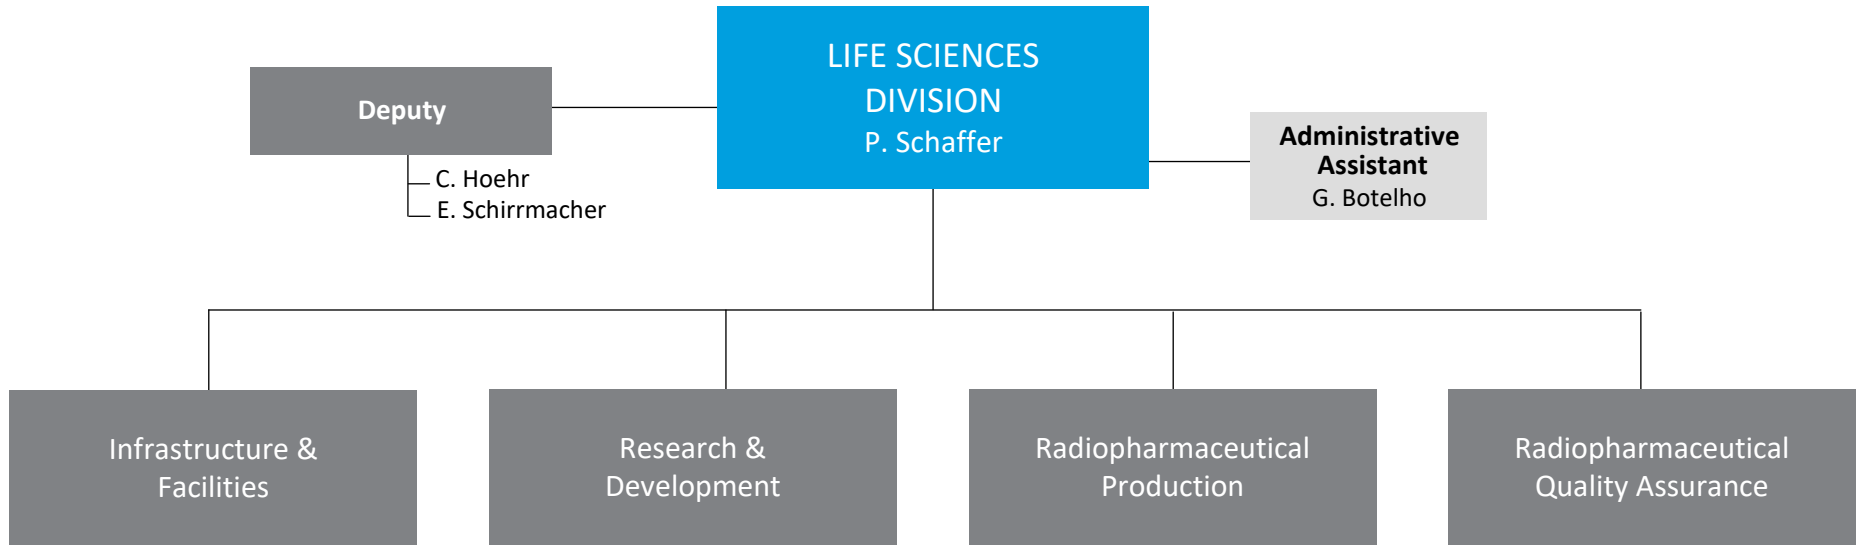 LIFE SCIENCES
DIVISION
P. Schaffer
Deputy
C. Hoehr
E. Schirrmacher
Administrative
Assistant
G. Botelho
Infrastructure &
Facilities
Research &
Development
Radiopharmaceutical
Production
Radiopharmaceutical
Quality Assurance